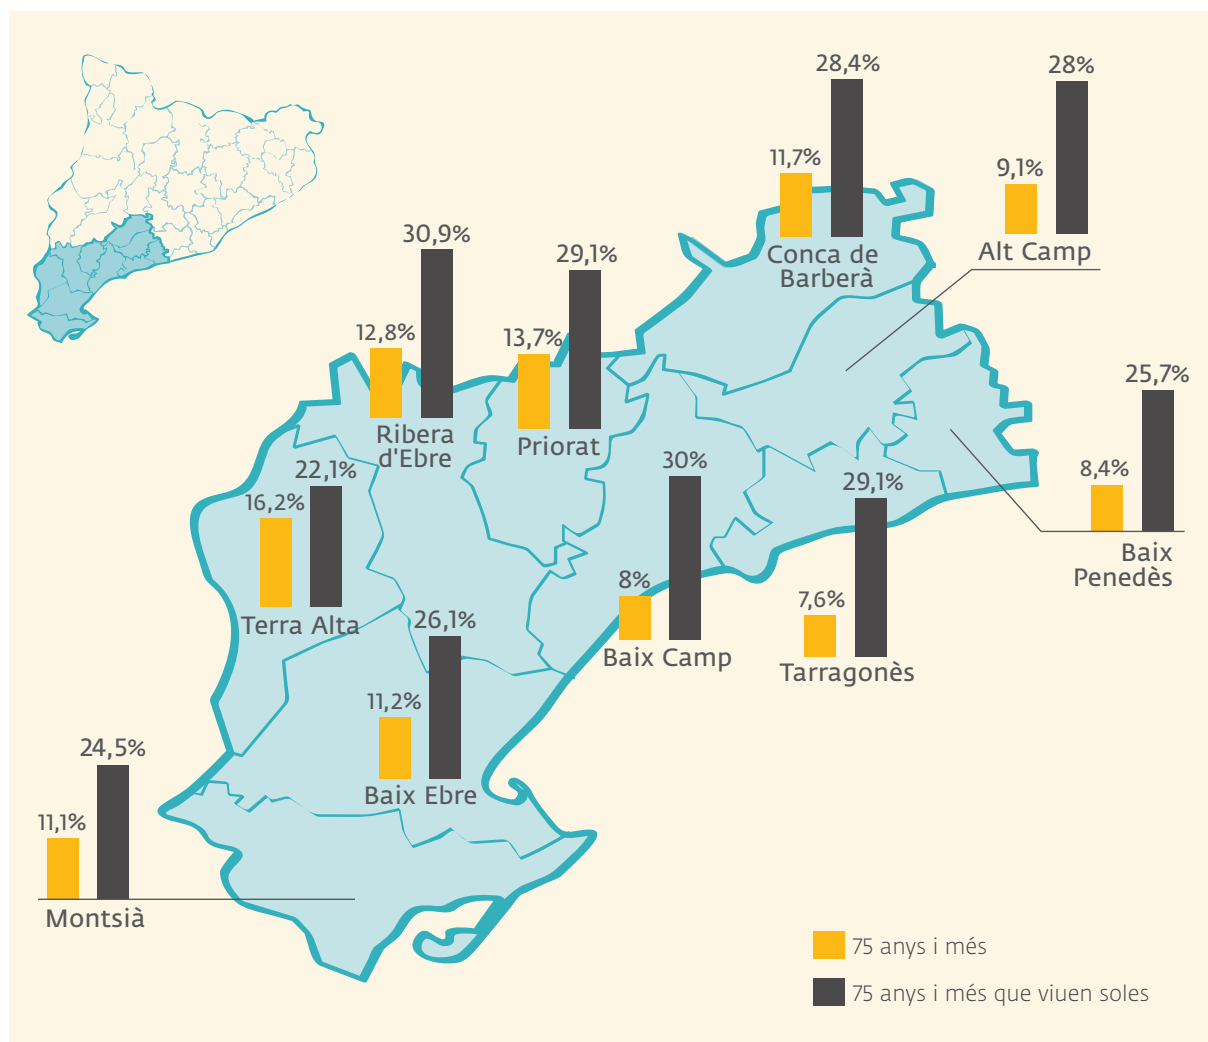 28,4%
11,7%
Conca de
Barberà
28%
9,1%
Alt Camp
30,9%
12,8%
Ribera
d'Ebre
29,1%
13,7%
Priorat
25,7%
8,4%
Baix
Penedès
22,1%
16,2%
Terra Alta
30%
8%
Baix Camp
29,1%
7,6%
Tarragonès
26,1%
11,2%
Baix Ebre
24,5%
11,1%
Montsià
75 anys i més
75 anys i més que viuen soles